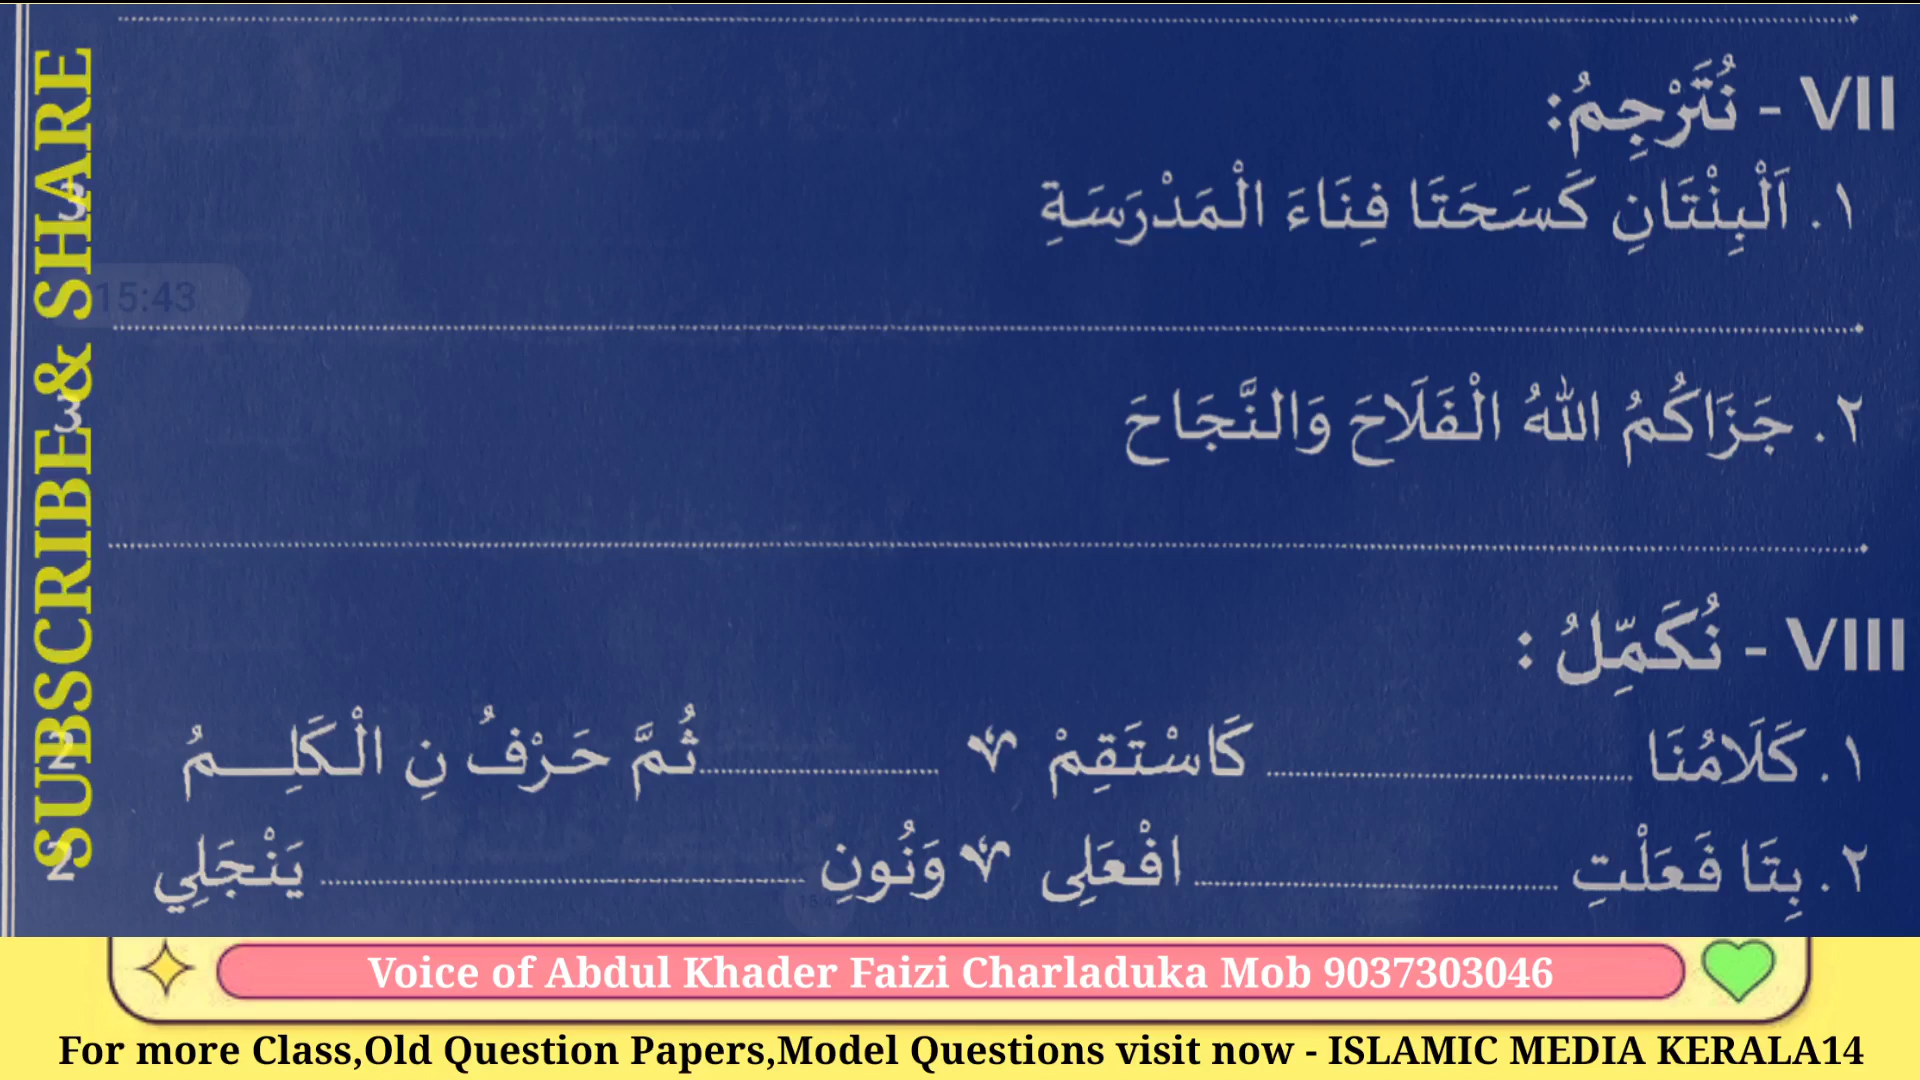 VII - نُتَرْجِمُ:
١. اَلْبِنْتَانِ كَسَحَتَا فِنَاءَ الْمَدْرَسَةِ
15:43
٢. جَزَاكُمُ اللهُ الْفَلَاحَ وَالنَّجَاحَ
VIII - نُكَمِّلُ :
١. كَلَامُنَا .......... كَاسْتَقِمْ .......... ثُمَّ حَرْفُ نِ الْكَلِمُ
٢. بِتَا فَعَلْتِ .......... افْعَلِى وَنُونِ .......... يَنْجَلِي
SUBSCRIBE & SHARE
Voice of Abdul Khader Faizi Charladuka Mob 9037303046
For more Class,Old Question Papers,Model Questions visit now - ISLAMIC MEDIA KERALA14